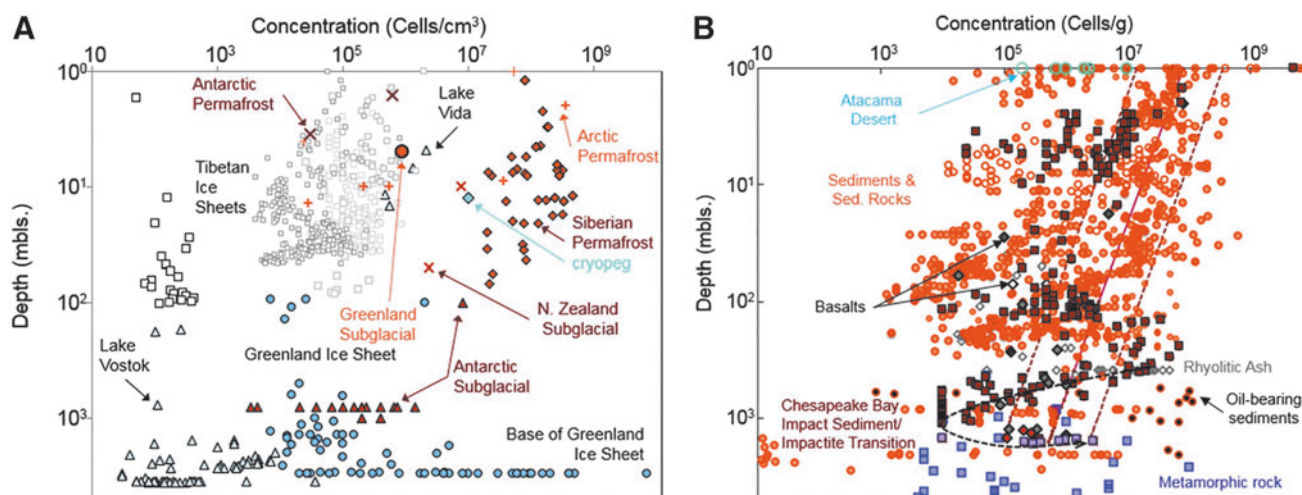 A
Concentration (Cells/cm³)
10
10³
10⁵
10⁷
10⁹
10⁰
10¹
10²
10³
Depth (mbls.)
Antarctic
Permafrost
Lake
Vida
Arctic
Permafrost
Tibetan
Ice
Sheets
Siberian
Permafrost
cryopeg
Greenland
Subglacial
N. Zealand
Subglacial
Greenland Ice Sheet
Lake
Vostok
Antarctic
Subglacial
Base of Greenland
Ice Sheet
B
Concentration (Cells/g)
10
10³
10⁵
10⁷
10⁹
10⁰
10¹
10²
10³
Depth (mbls.)
Atacama
Desert
Sediments &
Sed. Rocks
Basalts
Rhyolitic Ash
Oil-bearing
sediments
Chesapeake Bay
Impact Sediment/
Impactite Transition
Metamorphic rock